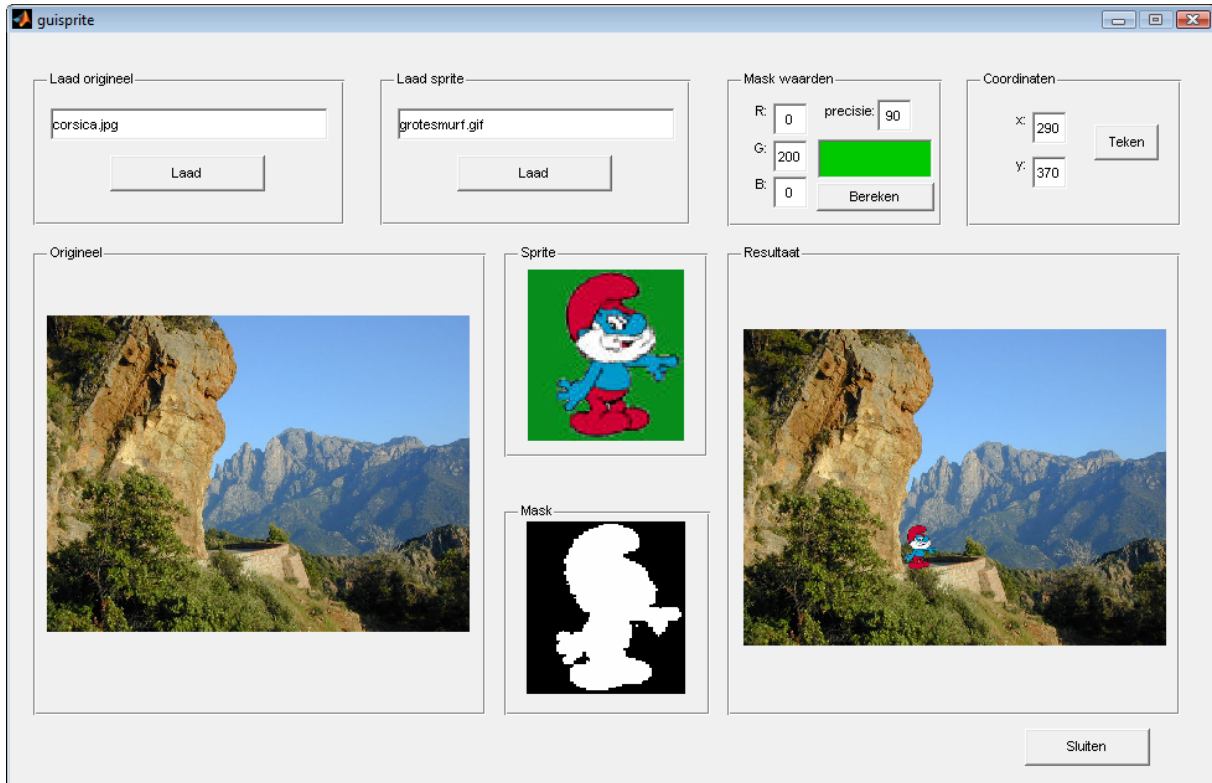 guisprite
Laad origineel
corsica.jpg
Laad
Laad sprite
grotesmurf.gif
Laad
Mask waarden
R: 0 precisie: 90
G: 200
B: 0 Bereken
Coordinaten
x: 290
Teken
y: 370
Origineel
Sprite
Mask
Resultaat
Sluiten